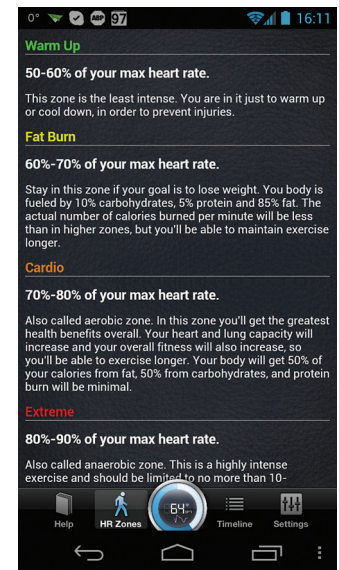 0° ABP 97 16:11
Warm Up
50-60% of your max heart rate.
This zone is the least intense. You are in it just to warm up
or cool down, in order to prevent injuries.
Fat Burn
60%-70% of your max heart rate.
Stay in this zone if your goal is to lose weight. You body is
fueled by 10% carbohydrates, 5% protein and 85% fat. The
actual number of calories burned per minute will be less
than in higher zones, but you'll be able to maintain exercise
longer.
Cardio
70%-80% of your max heart rate.
Also called aerobic zone. In this zone you'll get the greatest
health benefits overall. Your heart and lung capacity will
increase and your overall fitness will also increase, so
you'll be able to exercise longer. Your body will get 50% of
your calories from fat, 50% from carbohydrates, and protein
burn will be minimal.
Extreme
80%-90% of your max heart rate.
Also called anaerobic zone. This is a highly intense
exercise and should be limited to no more than 10-
64
Help HR Zones Timeline Settings